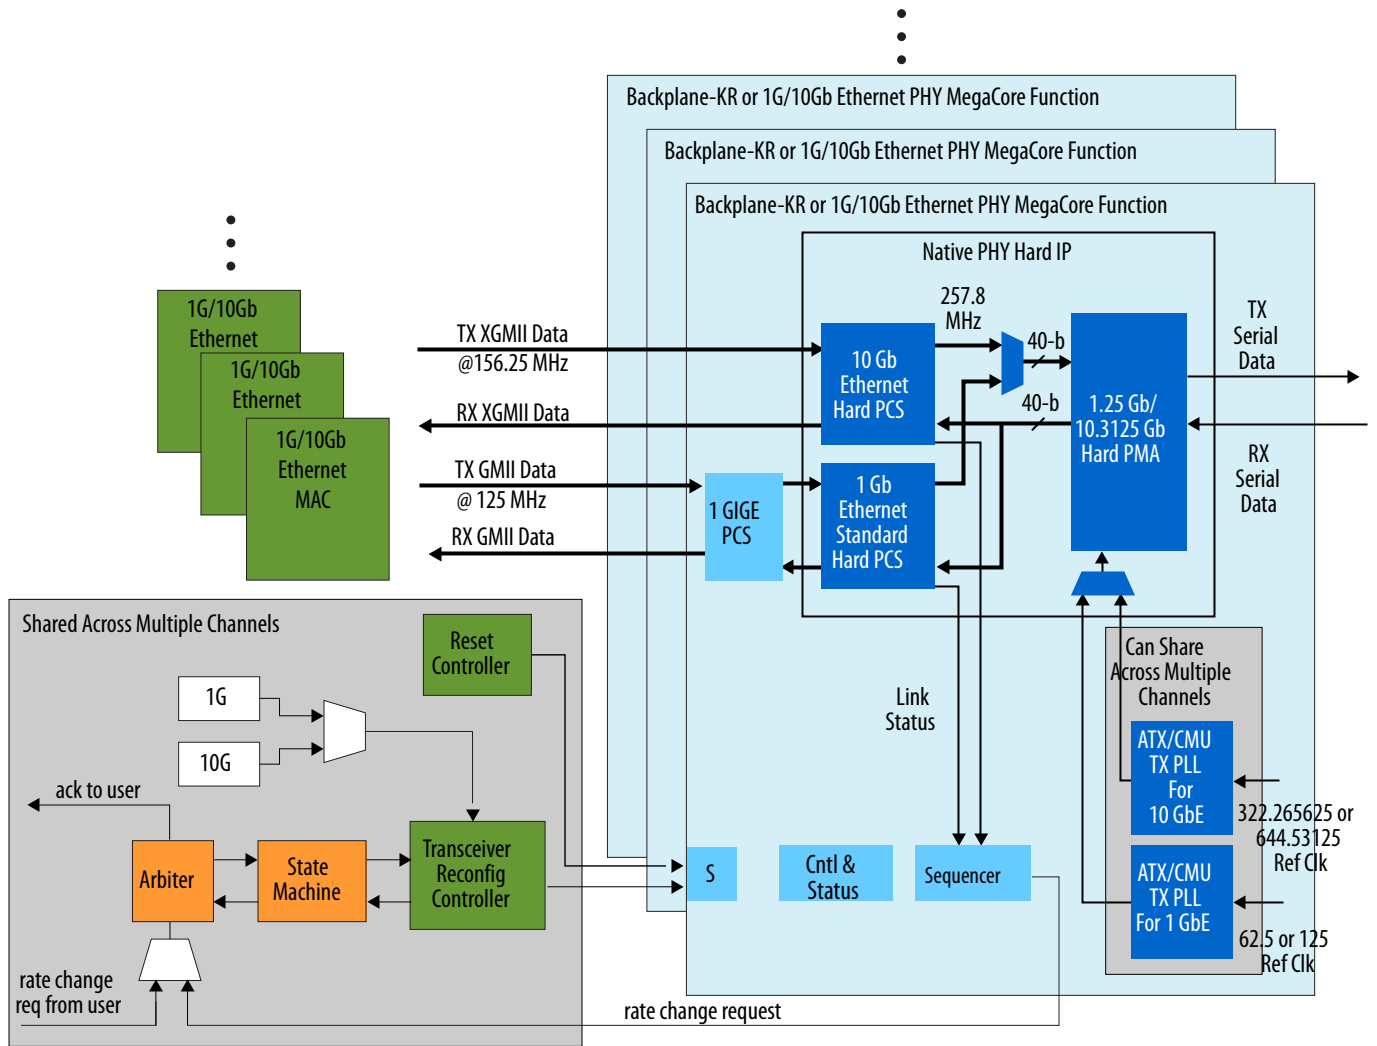 Backplane-KR or 1G/10Gb Ethernet PHY MegaCore Function
Backplane-KR or 1G/10Gb Ethernet PHY MegaCore Function
Backplane-KR or 1G/10Gb Ethernet PHY MegaCore Function
Native PHY Hard IP
257.8
MHz
40-b
40-b
10 Gb
Ethernet
Hard PCS
1.25 Gb/
10.3125 Gb
Hard PMA
TX
Serial
Data
RX
Serial
Data
1G/10Gb
Ethernet
1G/10Gb
Ethernet
1G/10Gb
Ethernet
MAC
TX XGMII Data
@156.25 MHz
RX XGMII Data
TX GMII Data
@ 125 MHz
RX GMII Data
1 GIGE
PCS
1 Gb
Ethernet
Standard
Hard PCS
Link
Status
Can Share
Across Multiple
Channels
ATX/CMU
TX PLL
For
10 GbE
322.265625 or
644.53125
Ref Clk
ATX/CMU
TX PLL
For 1 GbE
62.5 or 125
Ref Clk
Shared Across Multiple Channels
Reset
Controller
1G
10G
ack to user
Arbiter
State
Machine
Transceiver
Reconfig
Controller
S
Cntl &
Status
Sequencer
rate change
req from user
rate change request